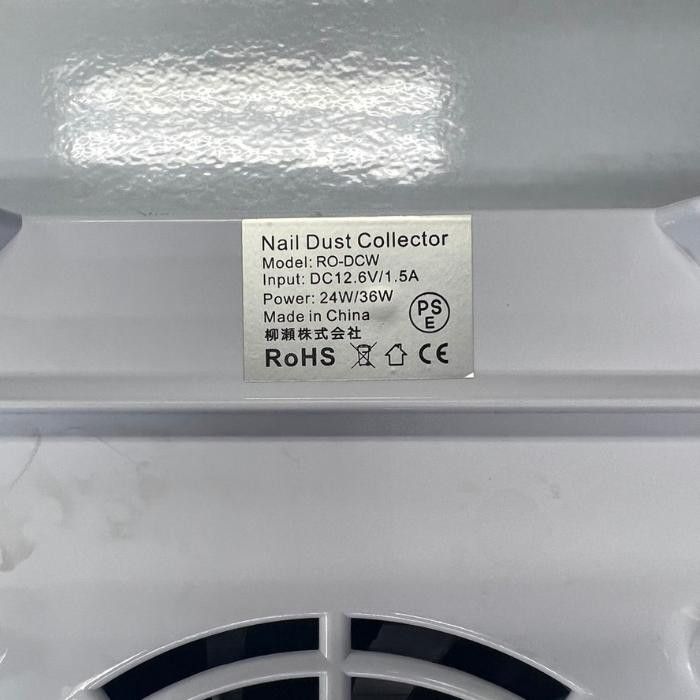 Nail Dust Collector
Model: RO-DCW
Input: DC12.6V/1.5A
Power: 24W/36W
Made in China
柳瀬株式会社
PS
E
RoHS CE